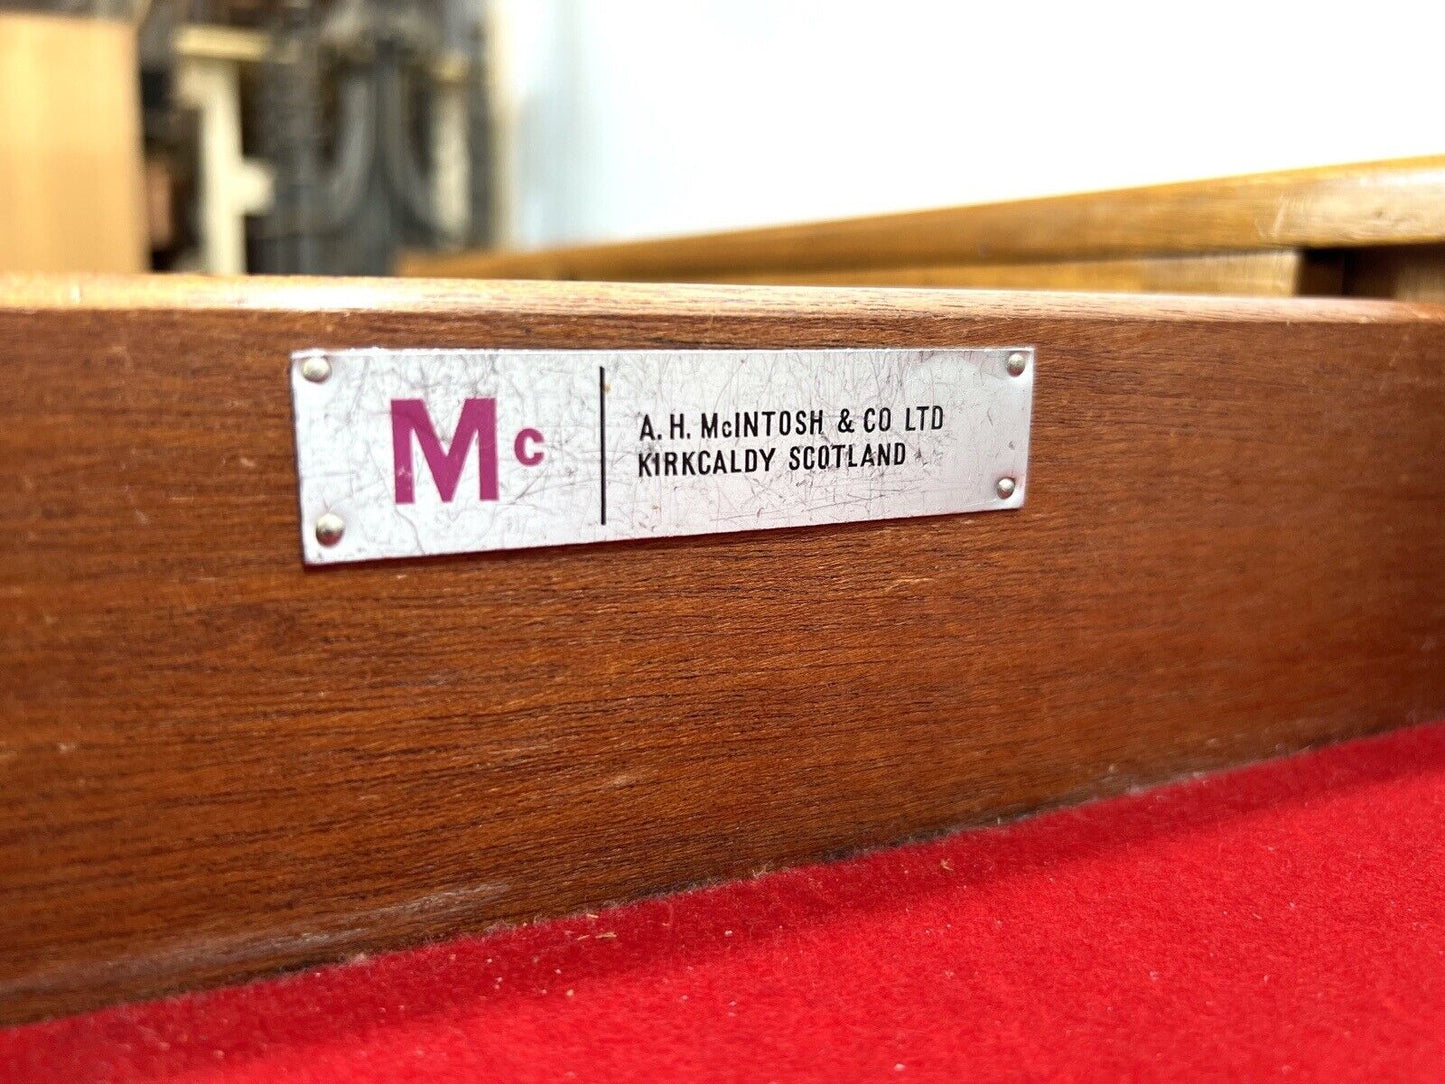 Mc
A. H. McINTOSH & CO LTD
KIRKCALDY SCOTLAND